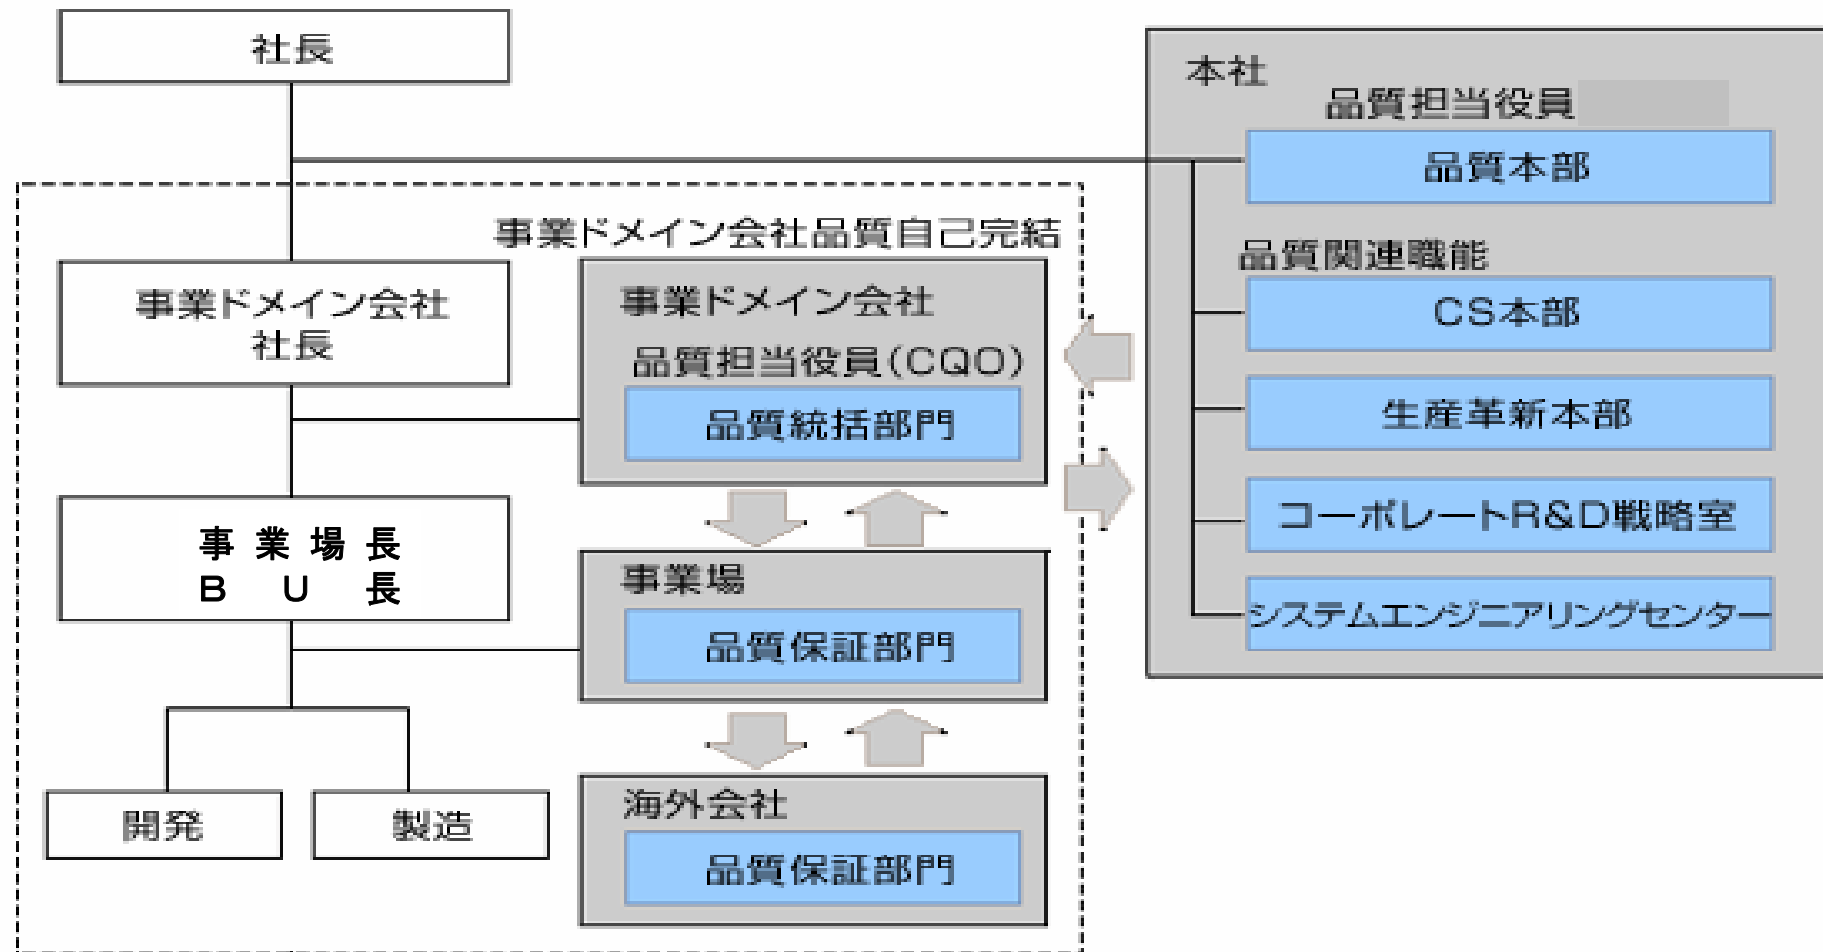 社長
本社
品質担当役員
品質本部
品質関連職能
CS本部
生産革新本部
コーポレートR&D戦略室
システムエンジニアリングセンター
事業ドメイン会社品質自己完結
事業ドメイン会社
社長
事業ドメイン会社
品質担当役員(CQO)
品質統括部門
事業場長
BU長
事業場
品質保証部門
開発
製造
海外会社
品質保証部門